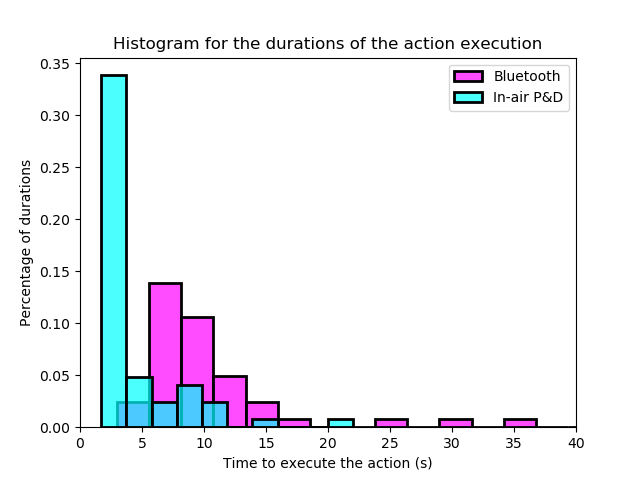 Histogram for the durations of the action execution
Bluetooth
In-air P&D
Percentage of durations
0.35
0.30
0.25
0.20
0.15
0.10
0.05
0.00
0 5 10 15 20 25 30 35 40
Time to execute the action (s)